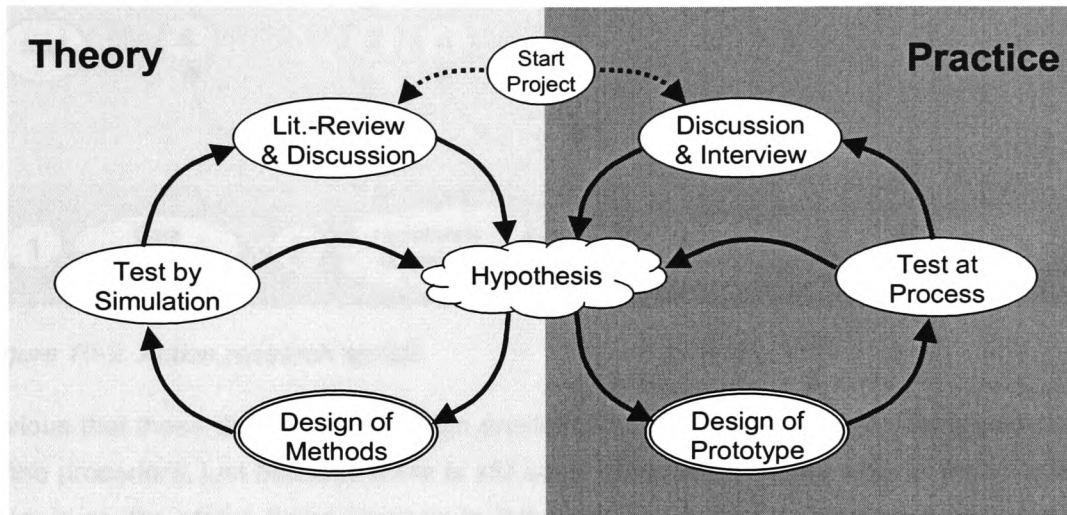 Theory
Start
Project
Practice
Lit.-Review
& Discussion
Discussion
& Interview
Test by
Simulation
Hypothesis
Test at
Process
Design of
Methods
Design of
Prototype